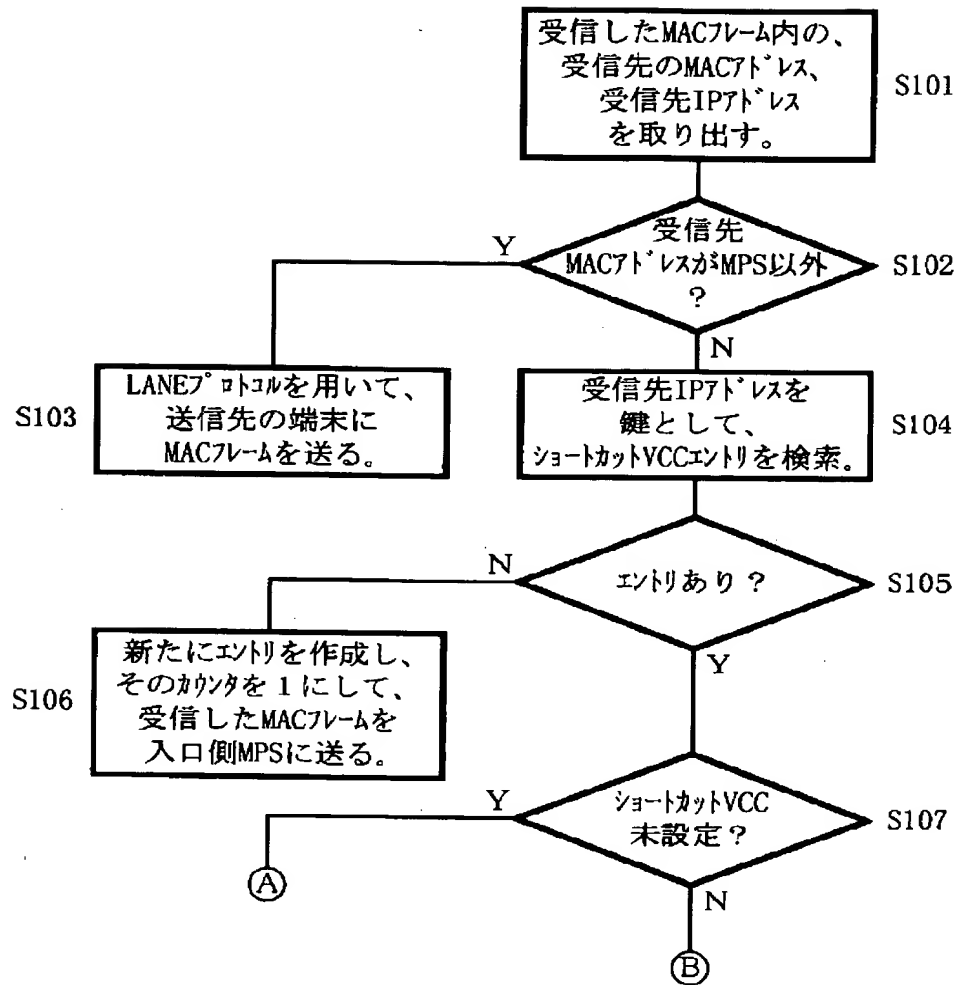 受信したMACフレーム内の、
受信先のMACアドレス、
受信先IPアドレス
を取り出す。
S101
受信先
MACアドレスがMPS以外
?
S102
Y
N
LANEプロトコルを用いて、
送信先の端末に
MACフレームを送る。
S103
受信先IPアドレスを
鍵として、
ショートカットVCCエントリを検索。
S104
エントリあり?
S105
N
Y
新たにエントリを作成し、
そのカウンタを1にして、
受信したMACフレームを
入口側MPSに送る。
S106
ショートカットVCC
未設定?
S107
Y
N
A
B